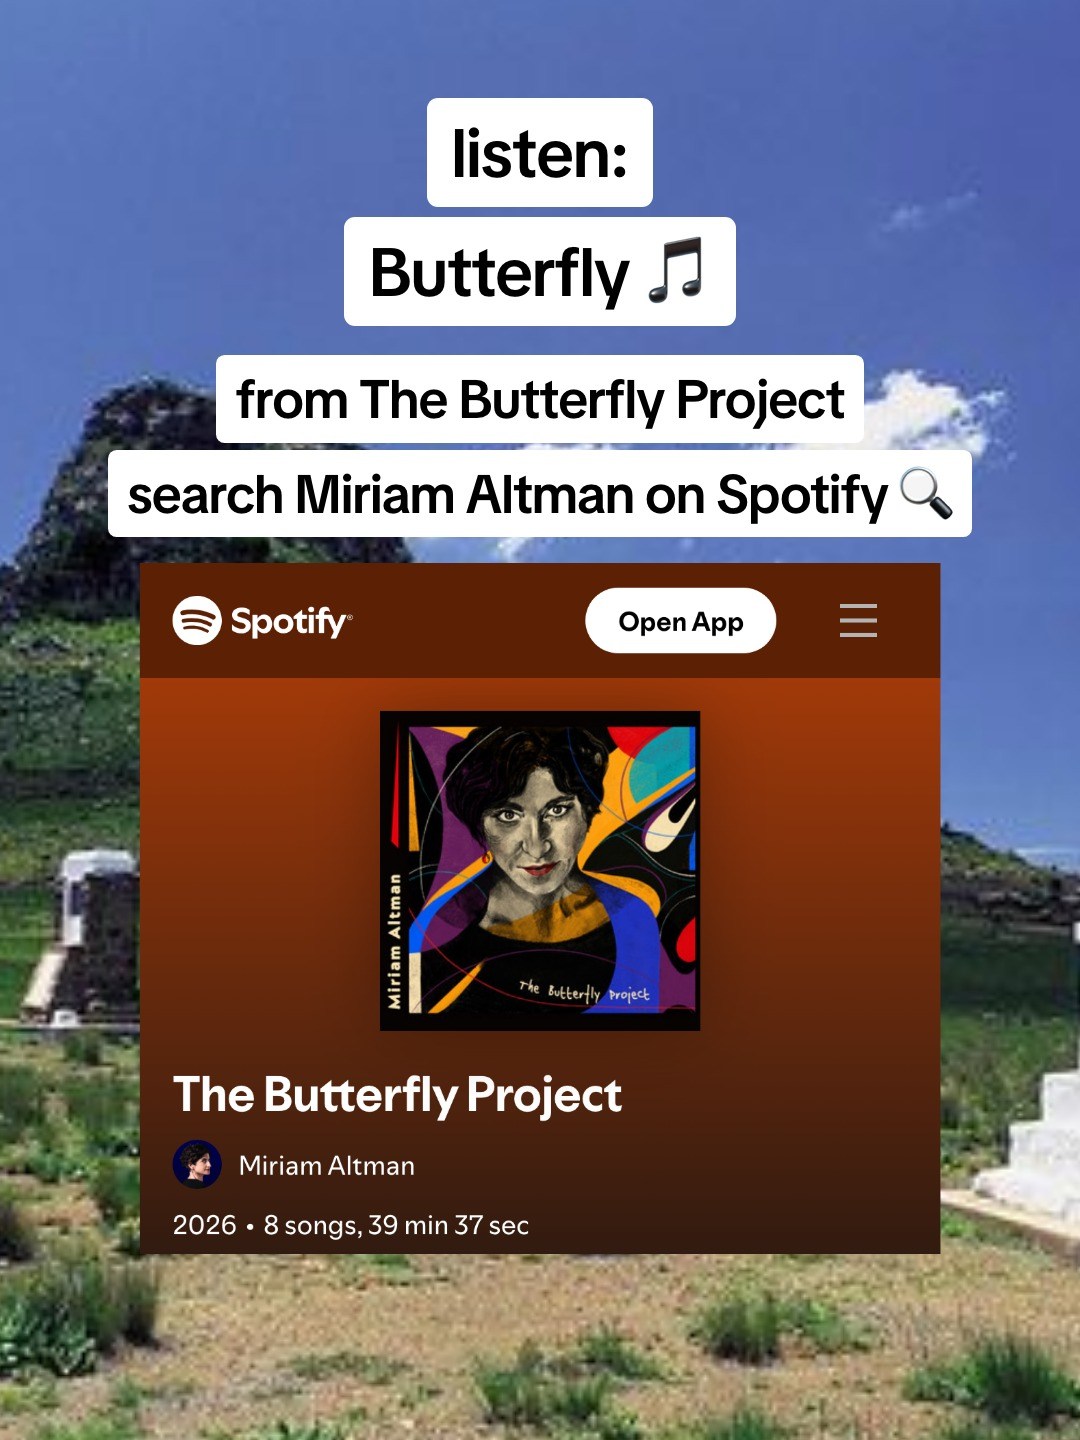 listen:
Butterfly 🎵
from The Butterfly Project
search Miriam Altman on Spotify 🔍
Spotify®
Open App
Miriam Altman
The Butterfly Project
The Butterfly Project
Miriam Altman
2026 • 8 songs, 39 min 37 sec